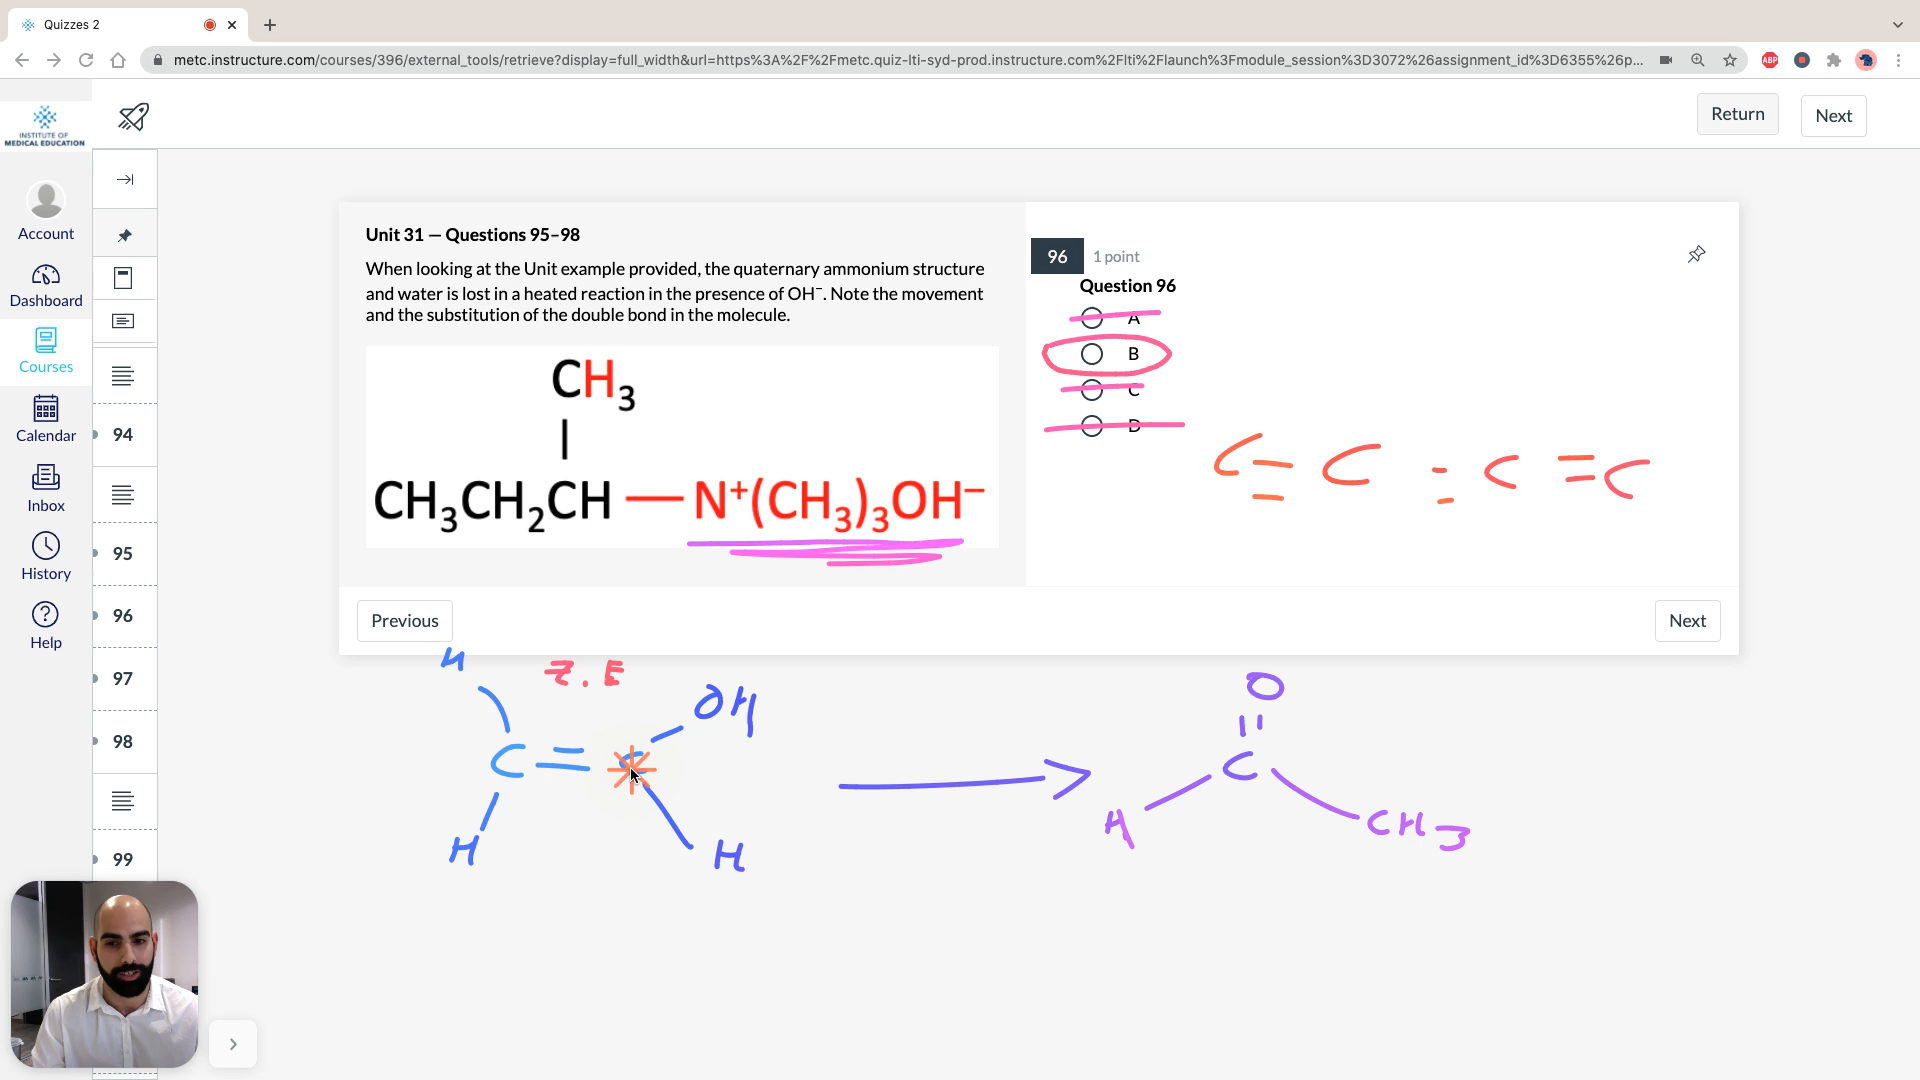 Quizzes 2
metc.instructure.com/courses/396/external_tools/retrieve?display=full_width&url=https%3A%2F%2Fmetc.quiz-lti-syd-prod.instructure.com%2Flti%2Flaunch%3Fmodule_session%3D3072%26assignment_id%3D6355%26p...
ABP
INSTITUTE OF
MEDICAL EDUCATION
Return
Next
Account
Dashboard
Courses
Calendar
Inbox
History
Help
94
95
96
97
98
99
Unit 31 — Questions 95–98
When looking at the Unit example provided, the quaternary ammonium structure
and water is lost in a heated reaction in the presence of OH⁻. Note the movement
and the substitution of the double bond in the molecule.
CH₃
|
CH₃CH₂CH — N⁺(CH₃)₃OH⁻
96
1 point
Question 96
A
B
C
D
C = C = C = C
Previous
Next
H
Z. E
OH
C = C
H
H
O
C
H
CH3